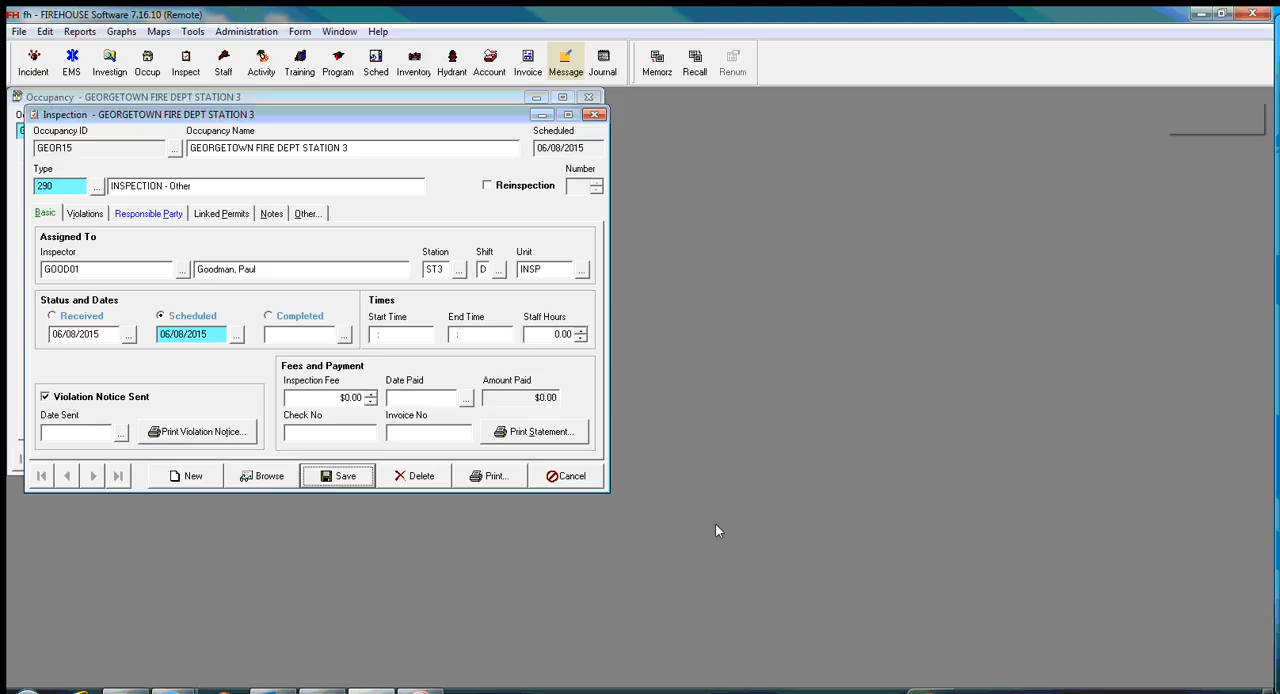 FH fh - FIREHOUSE Software 7.16.10 (Remote)
File Edit Reports Graphs Maps Tools Administration Form Window Help
Incident EMS Investign Occup Inspect Staff Activity Training Program Sched Inventory Hydrant Account Invoice Message Journal Memorz Recall Renum
Occupancy - GEORGETOWN FIRE DEPT STATION 3
Inspection - GEORGETOWN FIRE DEPT STATION 3
Occupancy ID Occupancy Name Scheduled
GEOR15 ... GEORGETOWN FIRE DEPT STATION 3 06/08/2015
Type Number
290 ... INSPECTION - Other Reinspection
Basic Violations Responsible Party Linked Permits Notes Other...
Assigned To
Inspector Station Shift Unit
GOOD01 ... Goodman, Paul ST3 ... D ... INSP ...
Status and Dates Times
Received Scheduled Completed Start Time End Time Staff Hours
06/08/2015 ... 06/08/2015 ... ... : : 0.00
Fees and Payment
Inspection Fee Date Paid Amount Paid
Violation Notice Sent $0.00 ... $0.00
Date Sent Check No Invoice No
... Print Violation Notice... Print Statement...
New Browse Save Delete Print... Cancel